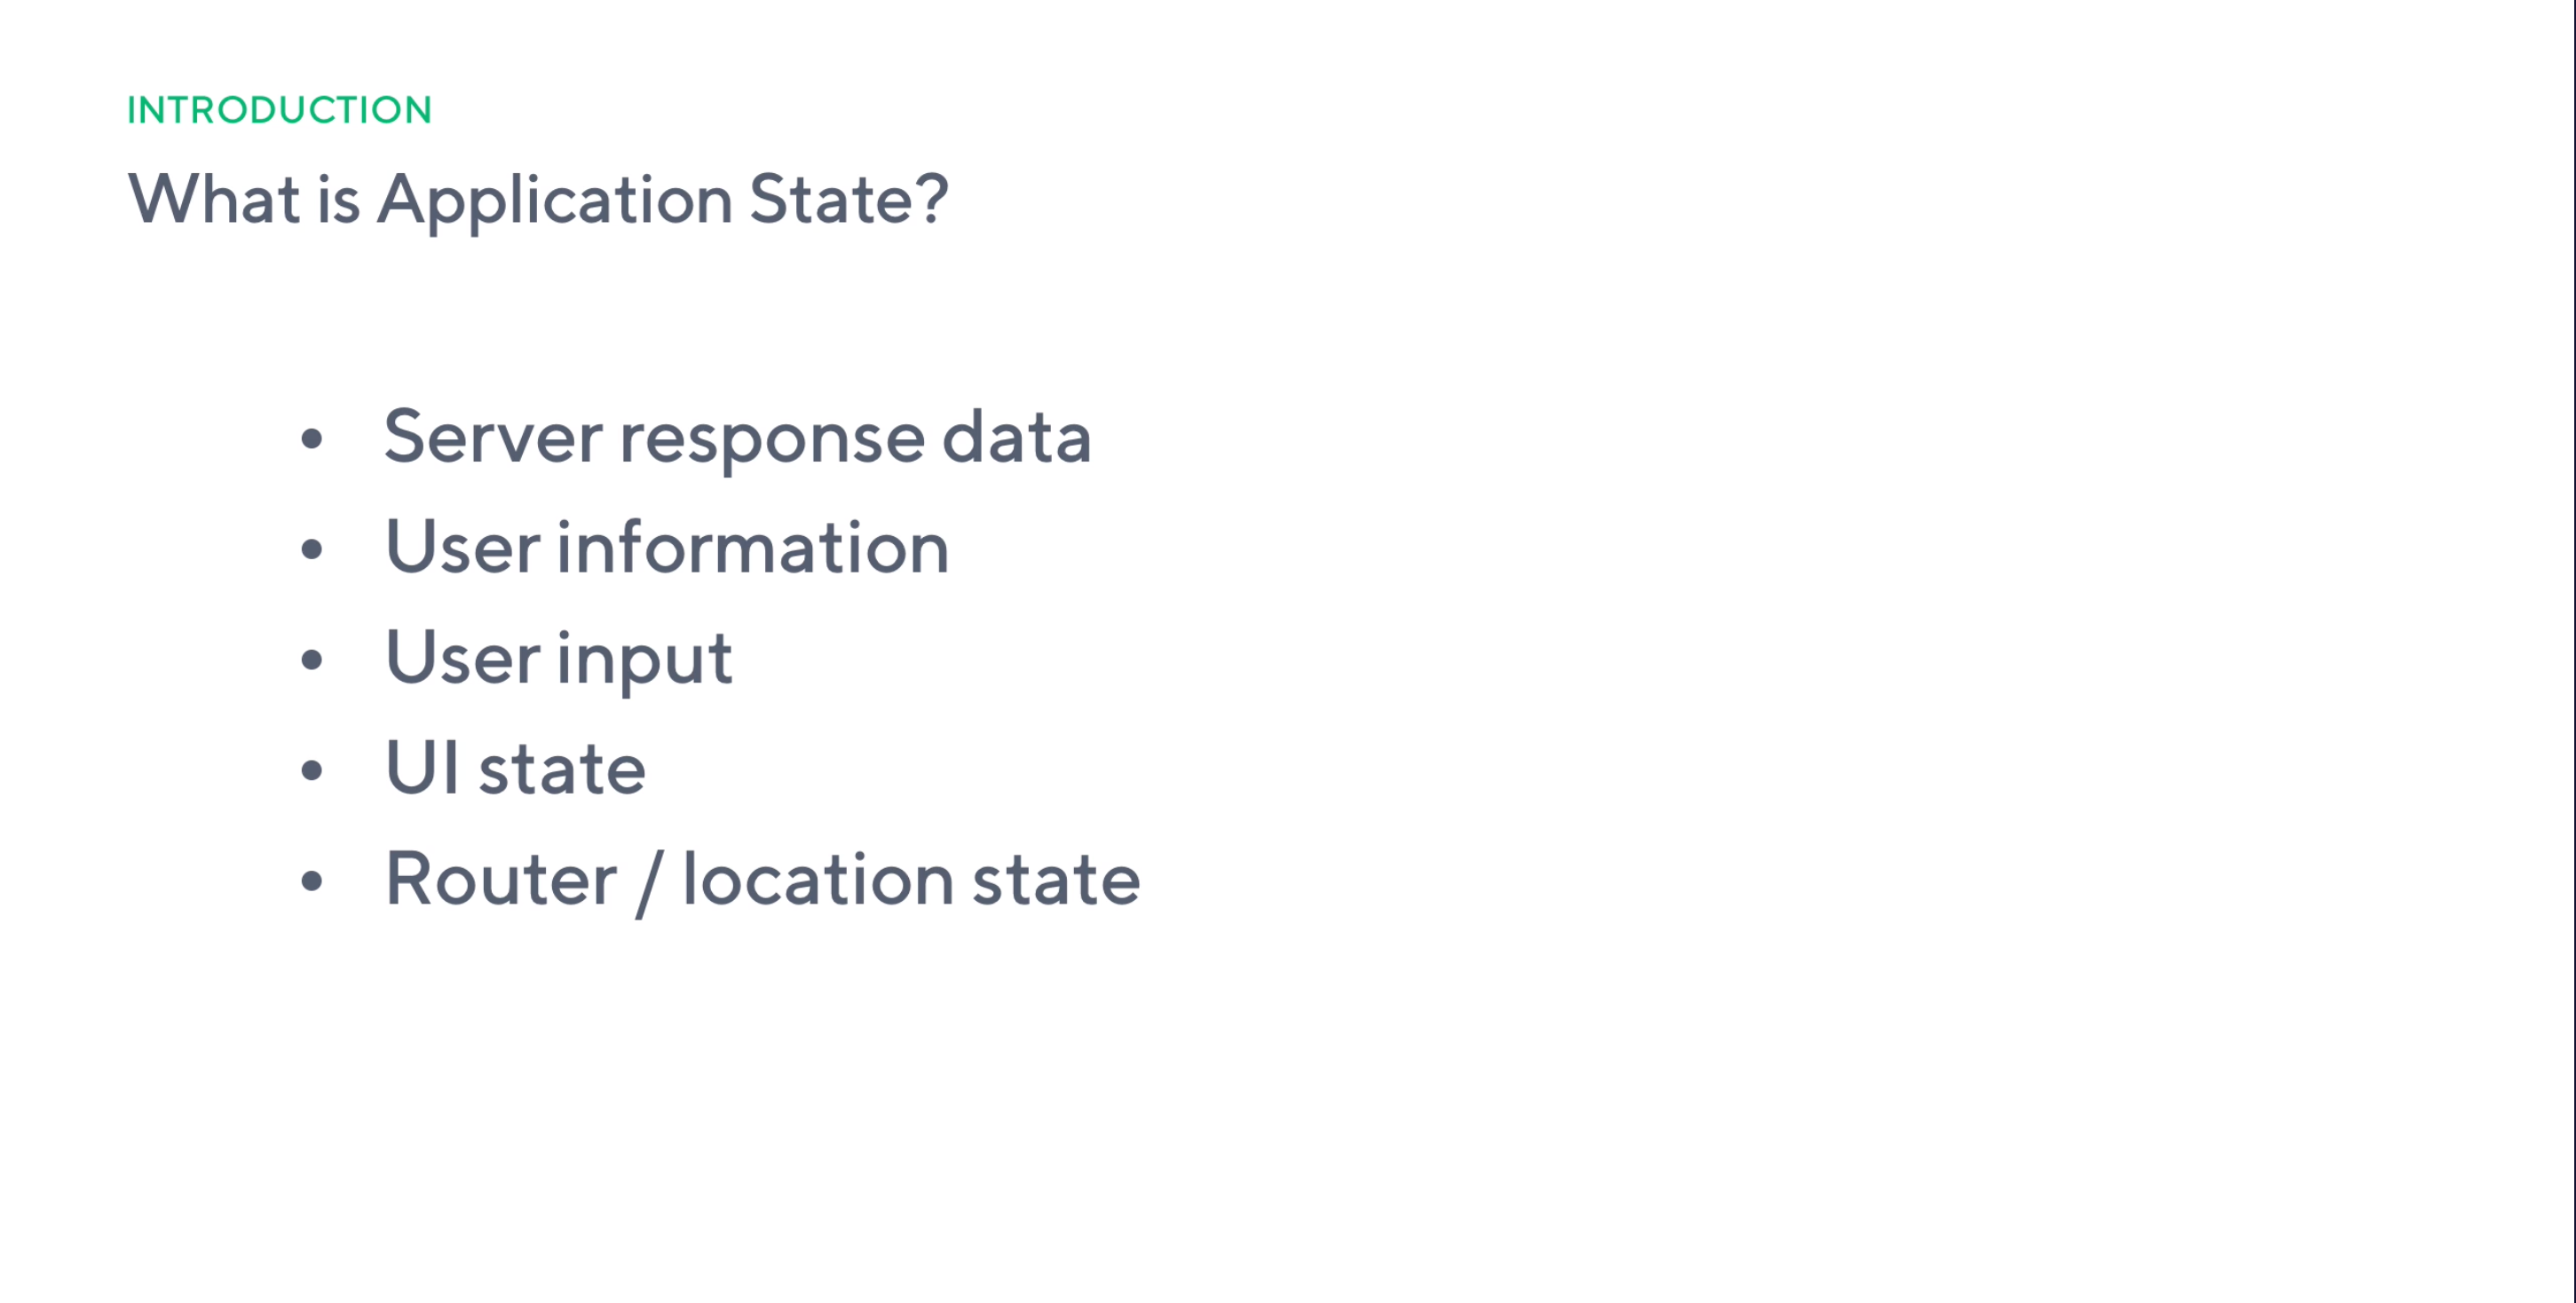 INTRODUCTION
What is Application State?
• Server response data
• User information
• User input
• UI state
• Router / location state